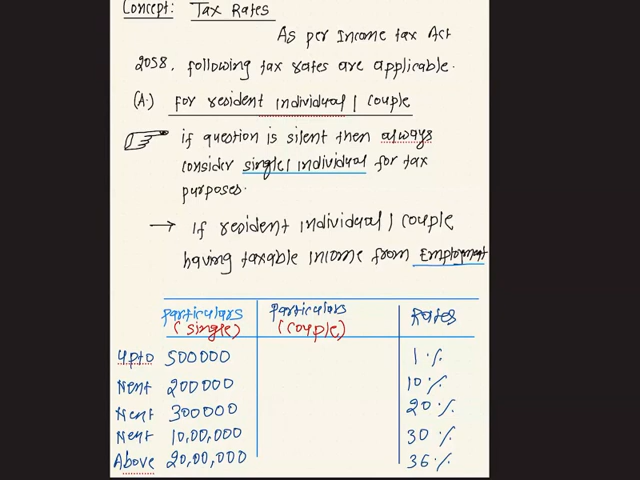 Concept: Tax Rates
As per Income tax Act
2058, following tax rates are applicable.
(A.) for resident individual | couple
if question is silent then always
consider single | individual for tax
purposes.
→ If resident individual | couple
having taxable income from Employment
Particulars (single) Particulars (couple) Rates
Upto 500000 1 %
Next 200000 10 %
Next 300000 20 %
Next 10,00,000 30 %
Above 20,00,000 36 %